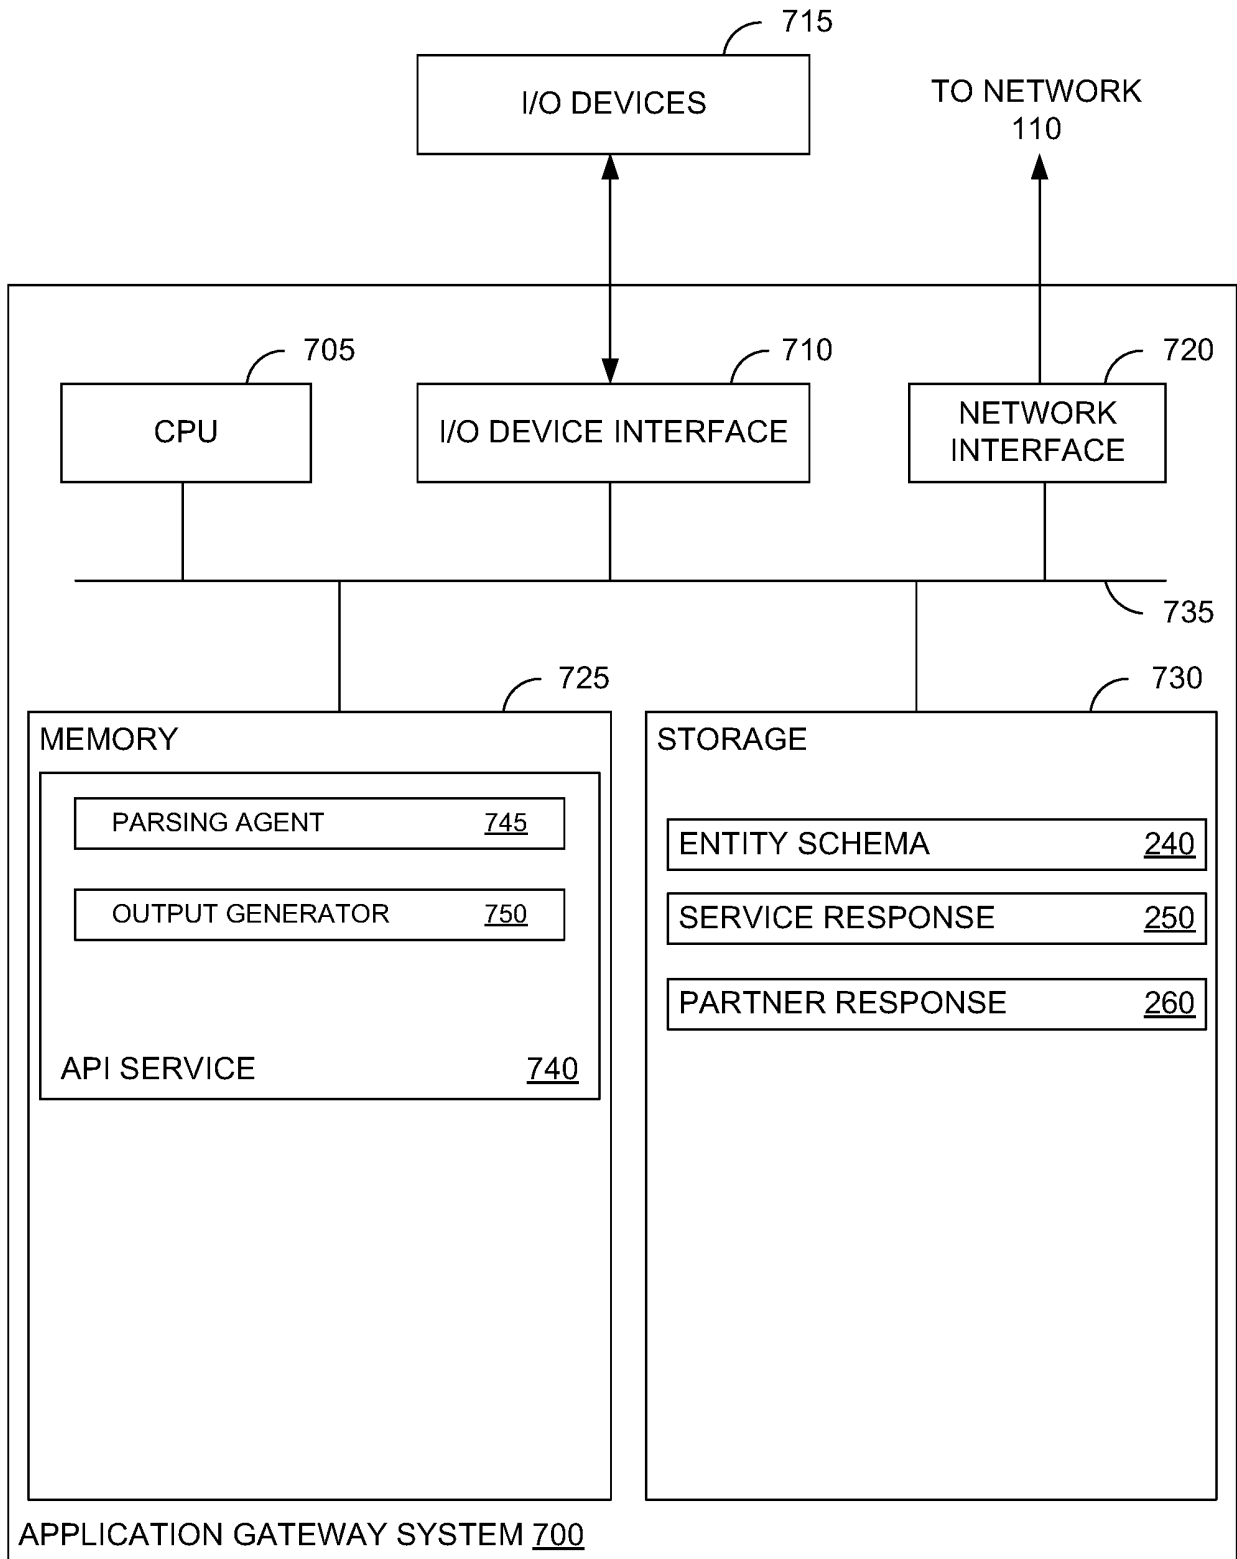 715
I/O DEVICES
TO NETWORK
110
705
710
720
CPU
I/O DEVICE INTERFACE
NETWORK
INTERFACE
735
725
730
MEMORY
STORAGE
PARSING AGENT 745
ENTITY SCHEMA 240
OUTPUT GENERATOR 750
SERVICE RESPONSE 250
PARTNER RESPONSE 260
API SERVICE 740
APPLICATION GATEWAY SYSTEM 700